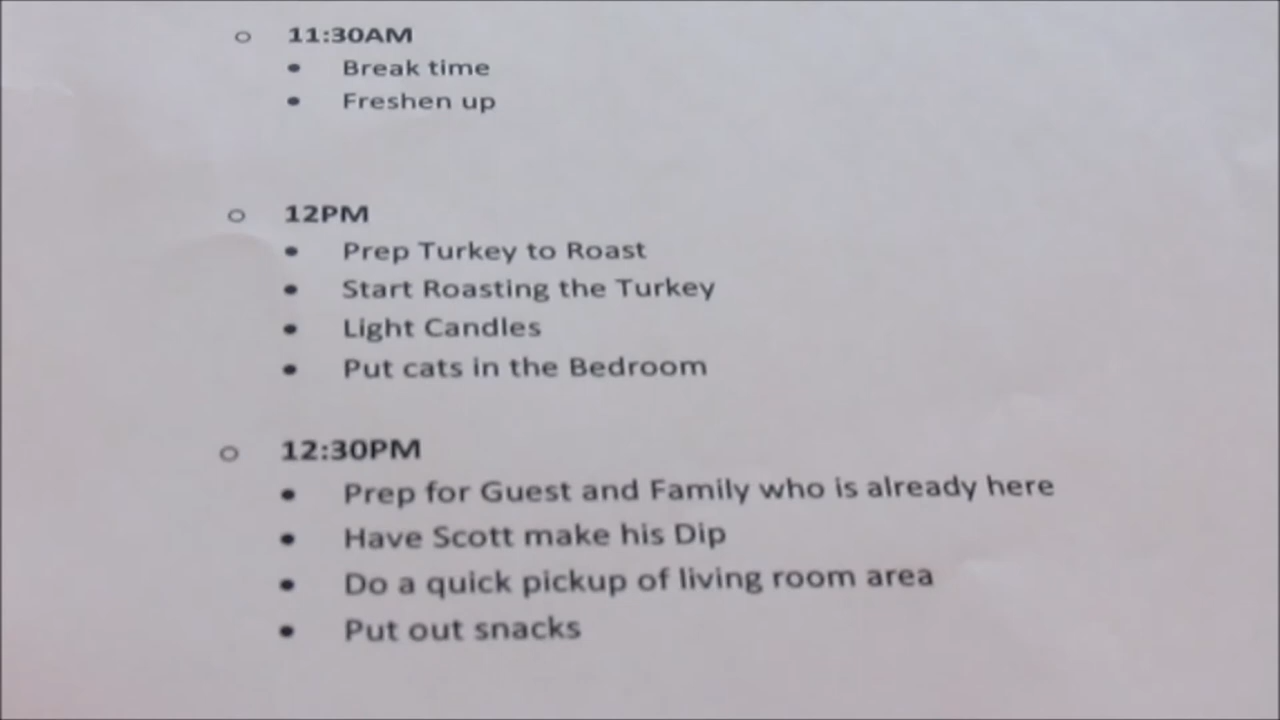 ○ 11:30AM
• Break time
• Freshen up
○ 12PM
• Prep Turkey to Roast
• Start Roasting the Turkey
• Light Candles
• Put cats in the Bedroom
○ 12:30PM
• Prep for Guest and Family who is already here
• Have Scott make his Dip
• Do a quick pickup of living room area
• Put out snacks